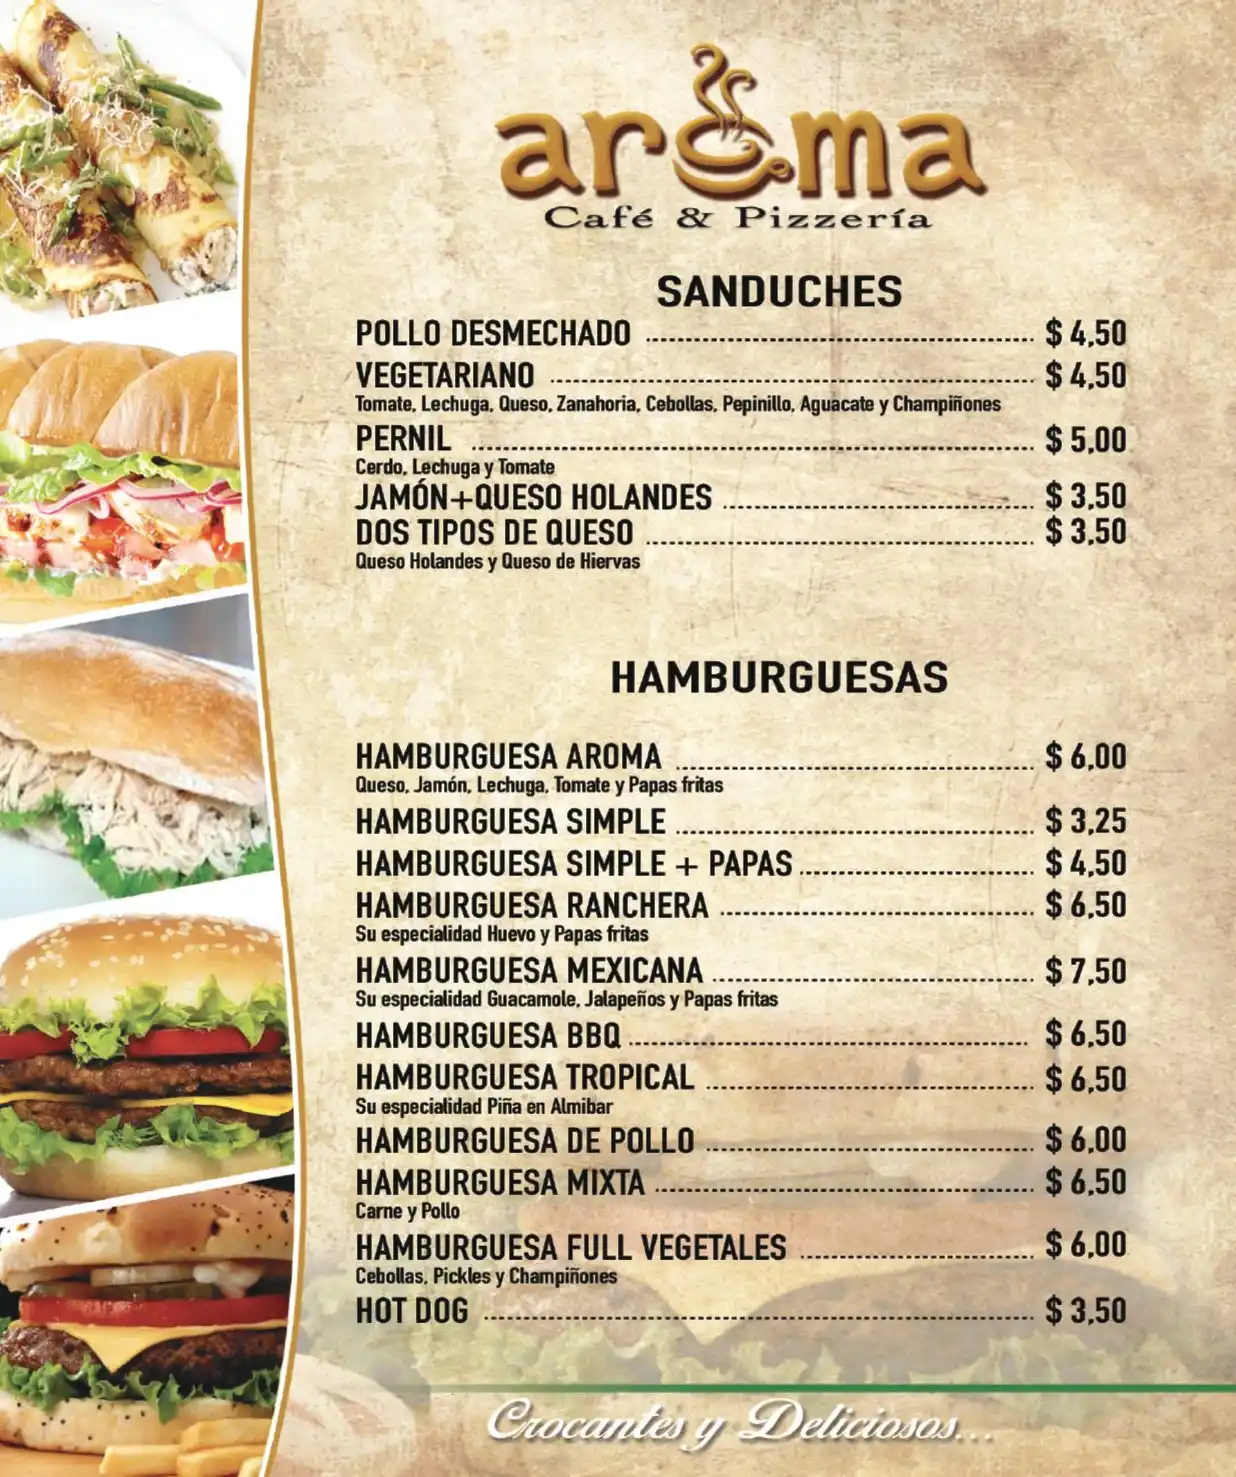 aroma
Café & Pizzería
SANDUCHES
POLLO DESMECHADO ........ $ 4,50
VEGETARIANO ........ $ 4,50
Tomate, Lechuga, Queso, Zanahoria, Cebollas, Pepinillo, Aguacate y Champiñones
PERNIL ........ $ 5,00
Cerdo, Lechuga y Tomate
JAMÓN+QUESO HOLANDES ........ $ 3,50
DOS TIPOS DE QUESO ........ $ 3,50
Queso Holandes y Queso de Hiervas
HAMBURGUESAS
HAMBURGUESA AROMA ........ $ 6,00
Queso, Jamón, Lechuga, Tomate y Papas fritas
HAMBURGUESA SIMPLE ........ $ 3,25
HAMBURGUESA SIMPLE + PAPAS ........ $ 4,50
HAMBURGUESA RANCHERA ........ $ 6,50
Su especialidad Huevo y Papas fritas
HAMBURGUESA MEXICANA ........ $ 7,50
Su especialidad Guacamole, Jalapeños y Papas fritas
HAMBURGUESA BBQ ........ $ 6,50
HAMBURGUESA TROPICAL ........ $ 6,50
Su especialidad Piña en Almibar
HAMBURGUESA DE POLLO ........ $ 6,00
HAMBURGUESA MIXTA ........ $ 6,50
Carne y Pollo
HAMBURGUESA FULL VEGETALES ........ $ 6,00
Cebollas, Pickles y Champiñones
HOT DOG ........ $ 3,50
Crocantes y Deliciosos...